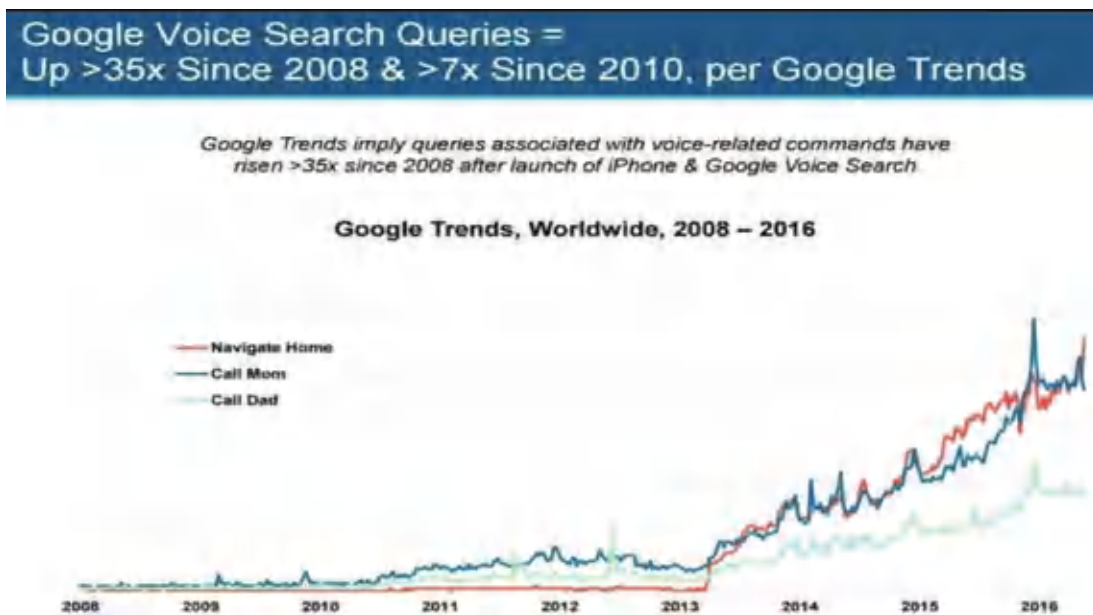 Google Voice Search Queries =
Up >35x Since 2008 & >7x Since 2010, per Google Trends
Google Trends imply queries associated with voice-related commands have
risen >35x since 2008 after launch of iPhone & Google Voice Search
Google Trends, Worldwide, 2008 – 2016
Navigate Home
Call Mom
Call Dad
2008 2009 2010 2011 2012 2013 2014 2015 2016